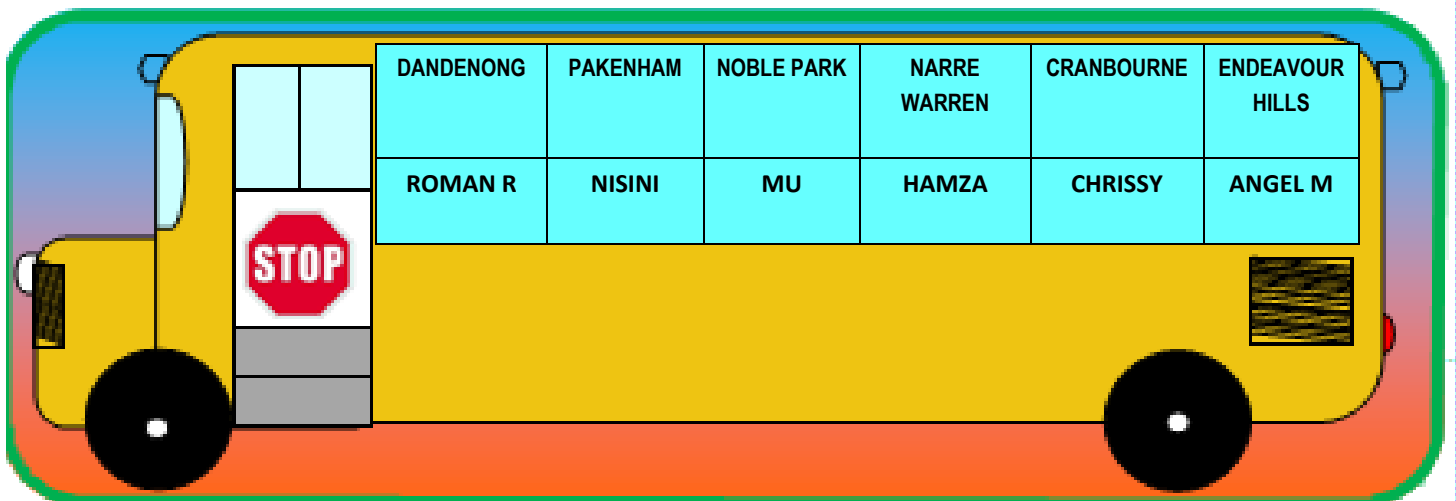 DANDENONG PAKENHAM NOBLE PARK NARRE WARREN CRANBOURNE ENDEAVOUR HILLS
ROMAN R NISINI MU HAMZA CHRISSY ANGEL M
STOP